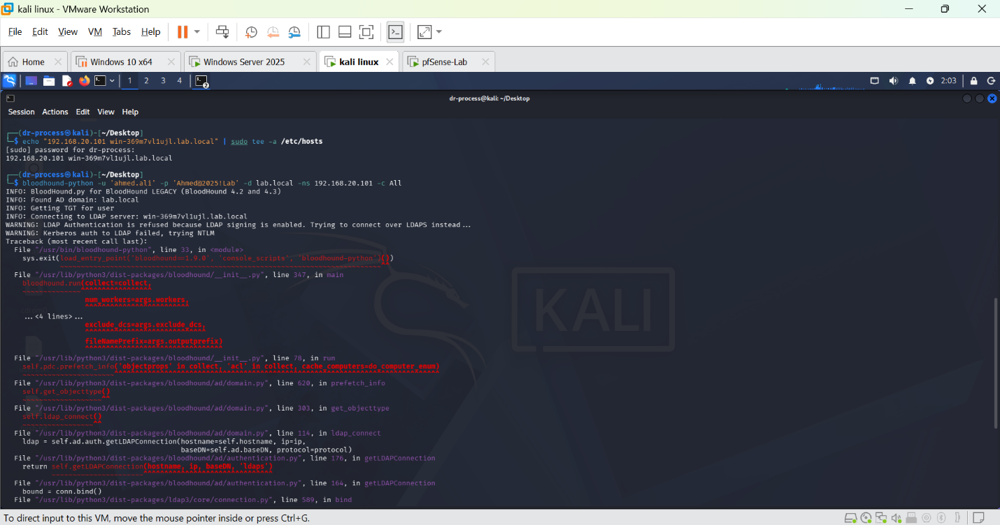 kali linux - VMware Workstation
File Edit View VM Tabs Help
Home Windows 10 x64 Windows Server 2025 kali linux pfSense-Lab
1 2 3 4 2 2:03
dr-process@kali: ~/Desktop
Session Actions Edit View Help
┌──(dr-process㉿kali)-[~/Desktop]
└─$ echo "192.168.20.101 win-369m7vl1ujl.lab.local" | sudo tee -a /etc/hosts
[sudo] password for dr-process:
192.168.20.101 win-369m7vl1ujl.lab.local
┌──(dr-process㉿kali)-[~/Desktop]
└─$ bloodhound-python -u 'ahmed.ali' -p 'Ahmed@2025!Lab' -d lab.local -ns 192.168.20.101 -c All
INFO: BloodHound.py for BloodHound LEGACY (BloodHound 4.2 and 4.3)
INFO: Found AD domain: lab.local
INFO: Getting TGT for user
INFO: Connecting to LDAP server: win-369m7vl1ujl.lab.local
WARNING: LDAP Authentication is refused because LDAP signing is enabled. Trying to connect over LDAPS instead...
WARNING: Kerberos auth to LDAP failed, trying NTLM
Traceback (most recent call last):
File "/usr/bin/bloodhound-python", line 33, in <module>
sys.exit(load_entry_point('bloodhound==1.9.0', 'console_scripts', 'bloodhound-python')())
File "/usr/lib/python3/dist-packages/bloodhound/__init__.py", line 347, in main
bloodhound.run(collect=collect,
num_workers=args.workers,
...<4 lines>...
exclude_dcs=args.exclude_dcs,
fileNamePrefix=args.outputprefix)
File "/usr/lib/python3/dist-packages/bloodhound/__init__.py", line 78, in run
self.pdc.prefetch_info('objectprops' in collect, 'acl' in collect, cache_computers=do_computer_enum)
File "/usr/lib/python3/dist-packages/bloodhound/ad/domain.py", line 620, in prefetch_info
self.get_objecttype()
File "/usr/lib/python3/dist-packages/bloodhound/ad/domain.py", line 303, in get_objecttype
self.ldap_connect()
File "/usr/lib/python3/dist-packages/bloodhound/ad/domain.py", line 114, in ldap_connect
ldap = self.ad.auth.getLDAPConnection(hostname=self.hostname, ip=ip,
baseDN=self.ad.baseDN, protocol=protocol)
File "/usr/lib/python3/dist-packages/bloodhound/ad/authentication.py", line 176, in getLDAPConnection
return self.getLDAPConnection(hostname, ip, baseDN, 'ldaps')
File "/usr/lib/python3/dist-packages/bloodhound/ad/authentication.py", line 164, in getLDAPConnection
bound = conn.bind()
File "/usr/lib/python3/dist-packages/ldap3/core/connection.py", line 589, in bind
KALI
To direct input to this VM, move the mouse pointer inside or press Ctrl+G.